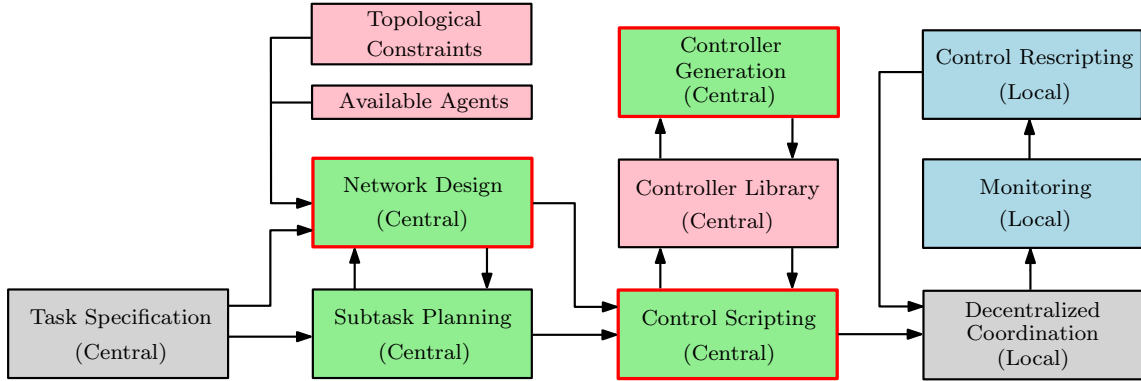 Topological
Constraints
Available Agents
Network Design
(Central)
Task Specification
(Central)
Subtask Planning
(Central)
Controller
Generation
(Central)
Controller Library
(Central)
Control Scripting
(Central)
Control Rescripting
(Local)
Monitoring
(Local)
Decentralized
Coordination
(Local)